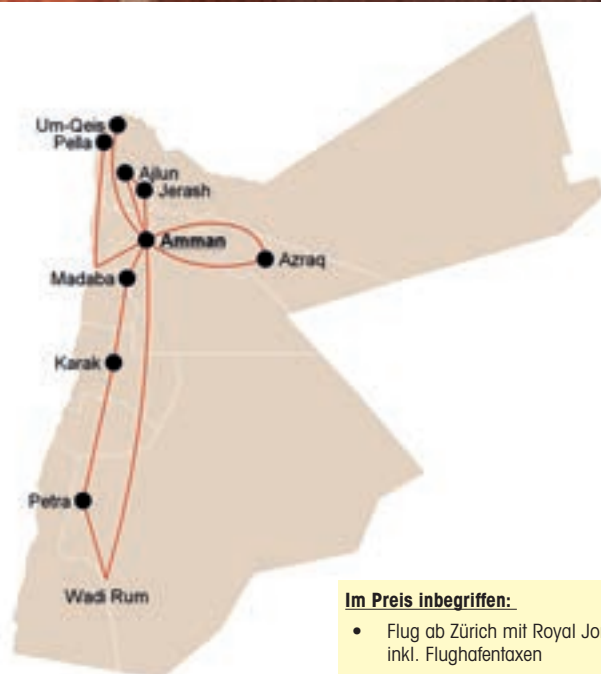 Um-Qeis
Pella
Ajlun
Jerash
Amman
Azraq
Madaba
Karak
Petra
Wadi Rum
Im Preis inbegriffen:
• Flug ab Zürich mit Royal Jo
inkl. Flughafentaxen